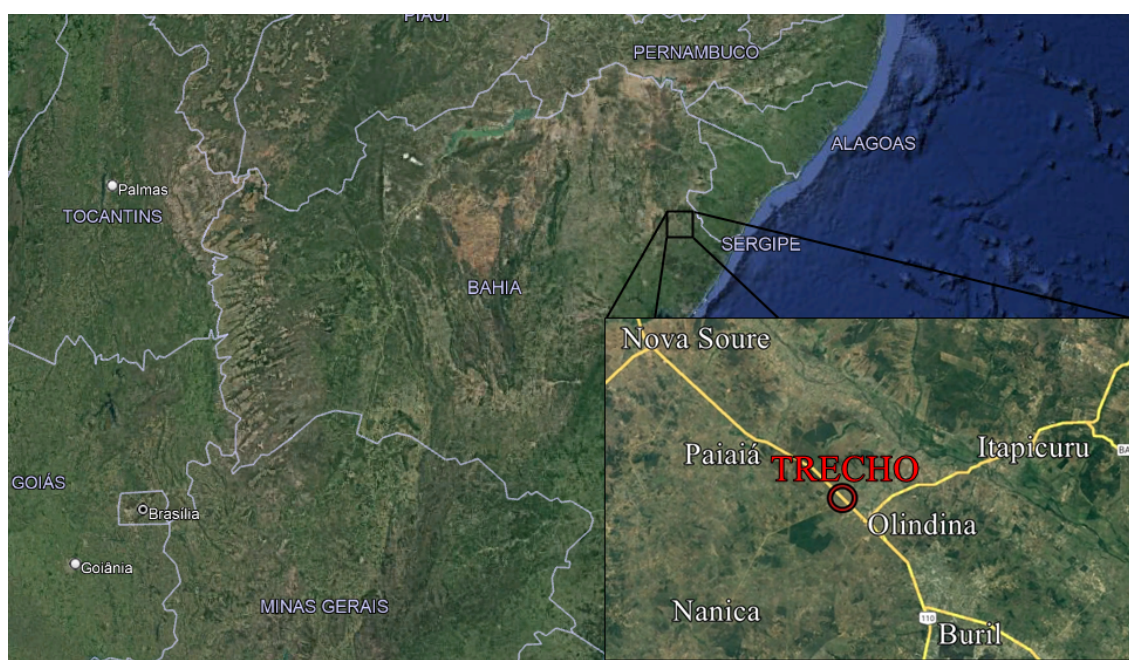 PIAUÍ
PERNAMBUCO
ALAGOAS
Palmas
TOCANTINS
SERGIPE
BAHIA
Nova Soure
Paiaiá
Itapicuru
BA
TRECHO
GOIÁS
Brasília
Olindina
Goiânia
MINAS GERAIS
Nanica
110
Buril